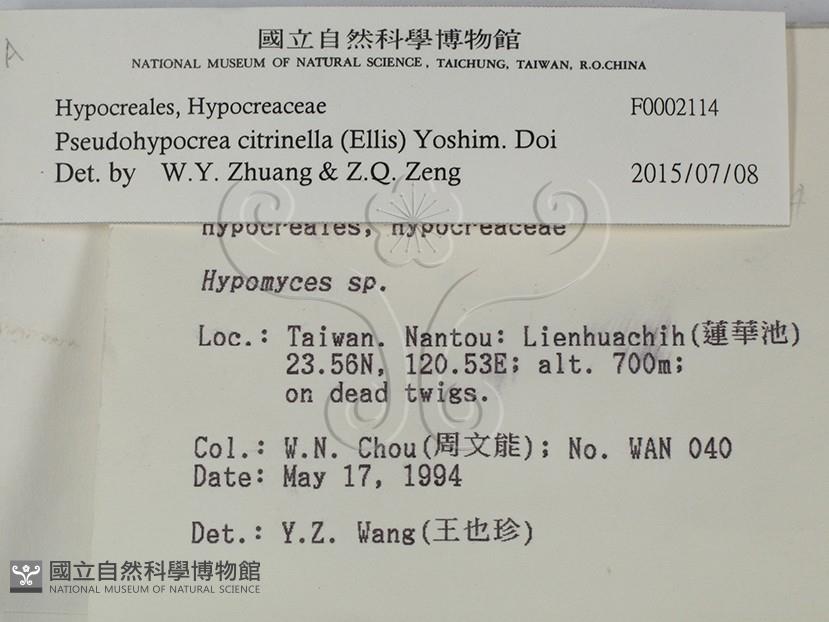 A
國立自然科學博物館
NATIONAL MUSEUM OF NATURAL SCIENCE, TAICHUNG, TAIWAN, R.O.CHINA
Hypocreales, Hypocreaceae F0002114
Pseudohypocrea citrinella (Ellis) Yoshim. Doi
Det. by W.Y. Zhuang & Z.Q. Zeng 2015/07/08
Hypocreales, Hypocreaceae
Hypomyces sp.
Loc.: Taiwan. Nantou: Lienhuachih(蓮華池)
23.56N, 120.53E; alt. 700m;
on dead twigs.
Col.: W.N. Chou(周文能); No. WAN 040
Date: May 17, 1994
Det.: Y.Z. Wang(王也珍)
國立自然科學博物館
NATIONAL MUSEUM OF NATURAL SCIENCE